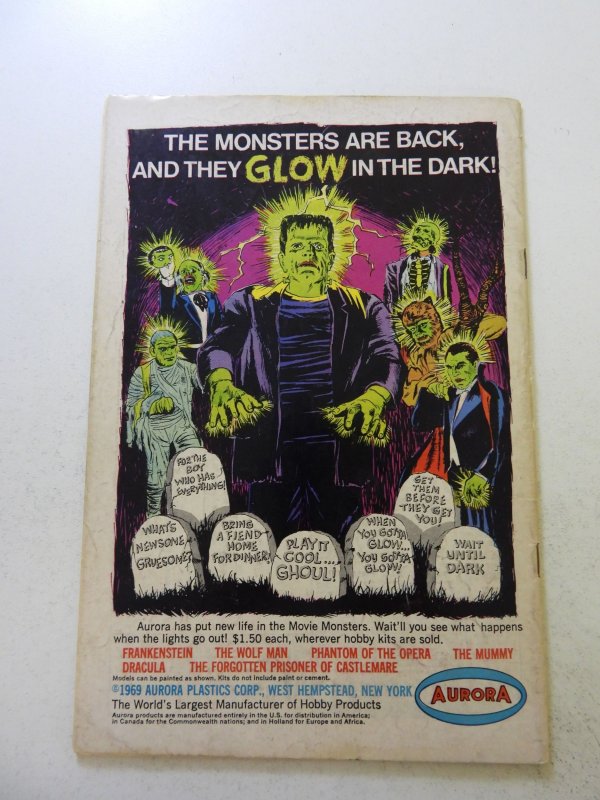 THE MONSTERS ARE BACK,
AND THEY GLOW IN THE DARK!
FOR THE
BOY
WHO HAS
EVERYTHING!
GET
THEM
BEFORE
THEY GET
YOU!
WHAT'S
NEWSOME,
GRUESOME?
BRING
A FIEND
HOME
FOR DINNER!
PLAY IT
COOL...
GHOUL!
WHEN
YOU GOTTA
GLOW...
YOU GOTTA
GLOW!
WAIT
UNTIL
DARK
Aurora has put new life in the Movie Monsters. Wait'll you see what happens
when the lights go out! $1.50 each, wherever hobby kits are sold.
FRANKENSTEIN THE WOLF MAN PHANTOM OF THE OPERA THE MUMMY
DRACULA THE FORGOTTEN PRISONER OF CASTLEMARE
Models can be painted as shown. Kits do not include paint or cement.
©1969 AURORA PLASTICS CORP., WEST HEMPSTEAD, NEW YORK
The World's Largest Manufacturer of Hobby Products
Aurora products are manufactured entirely in the U.S. for distribution in America;
in Canada for the Commonwealth nations; and in Holland for Europe and Africa.
AURORA